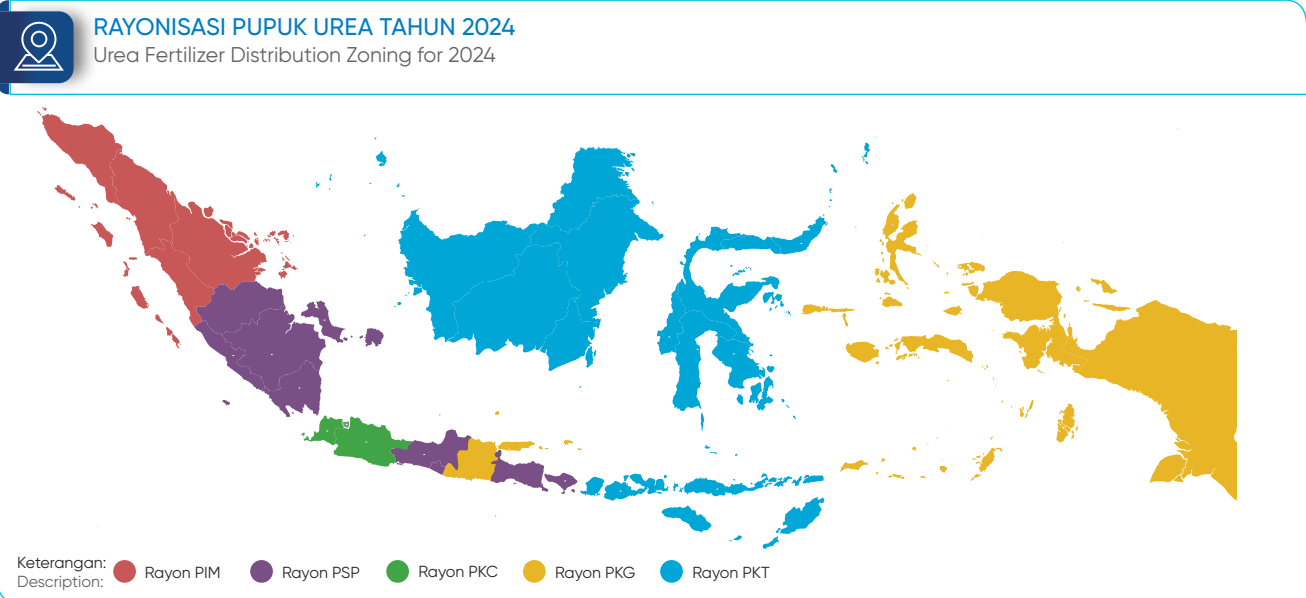 RAYONISASI PUPUK UREA TAHUN 2024
Urea Fertilizer Distribution Zoning for 2024
Keterangan:
Description:
Rayon PIM
Rayon PSP
Rayon PKC
Rayon PKG
Rayon PKT